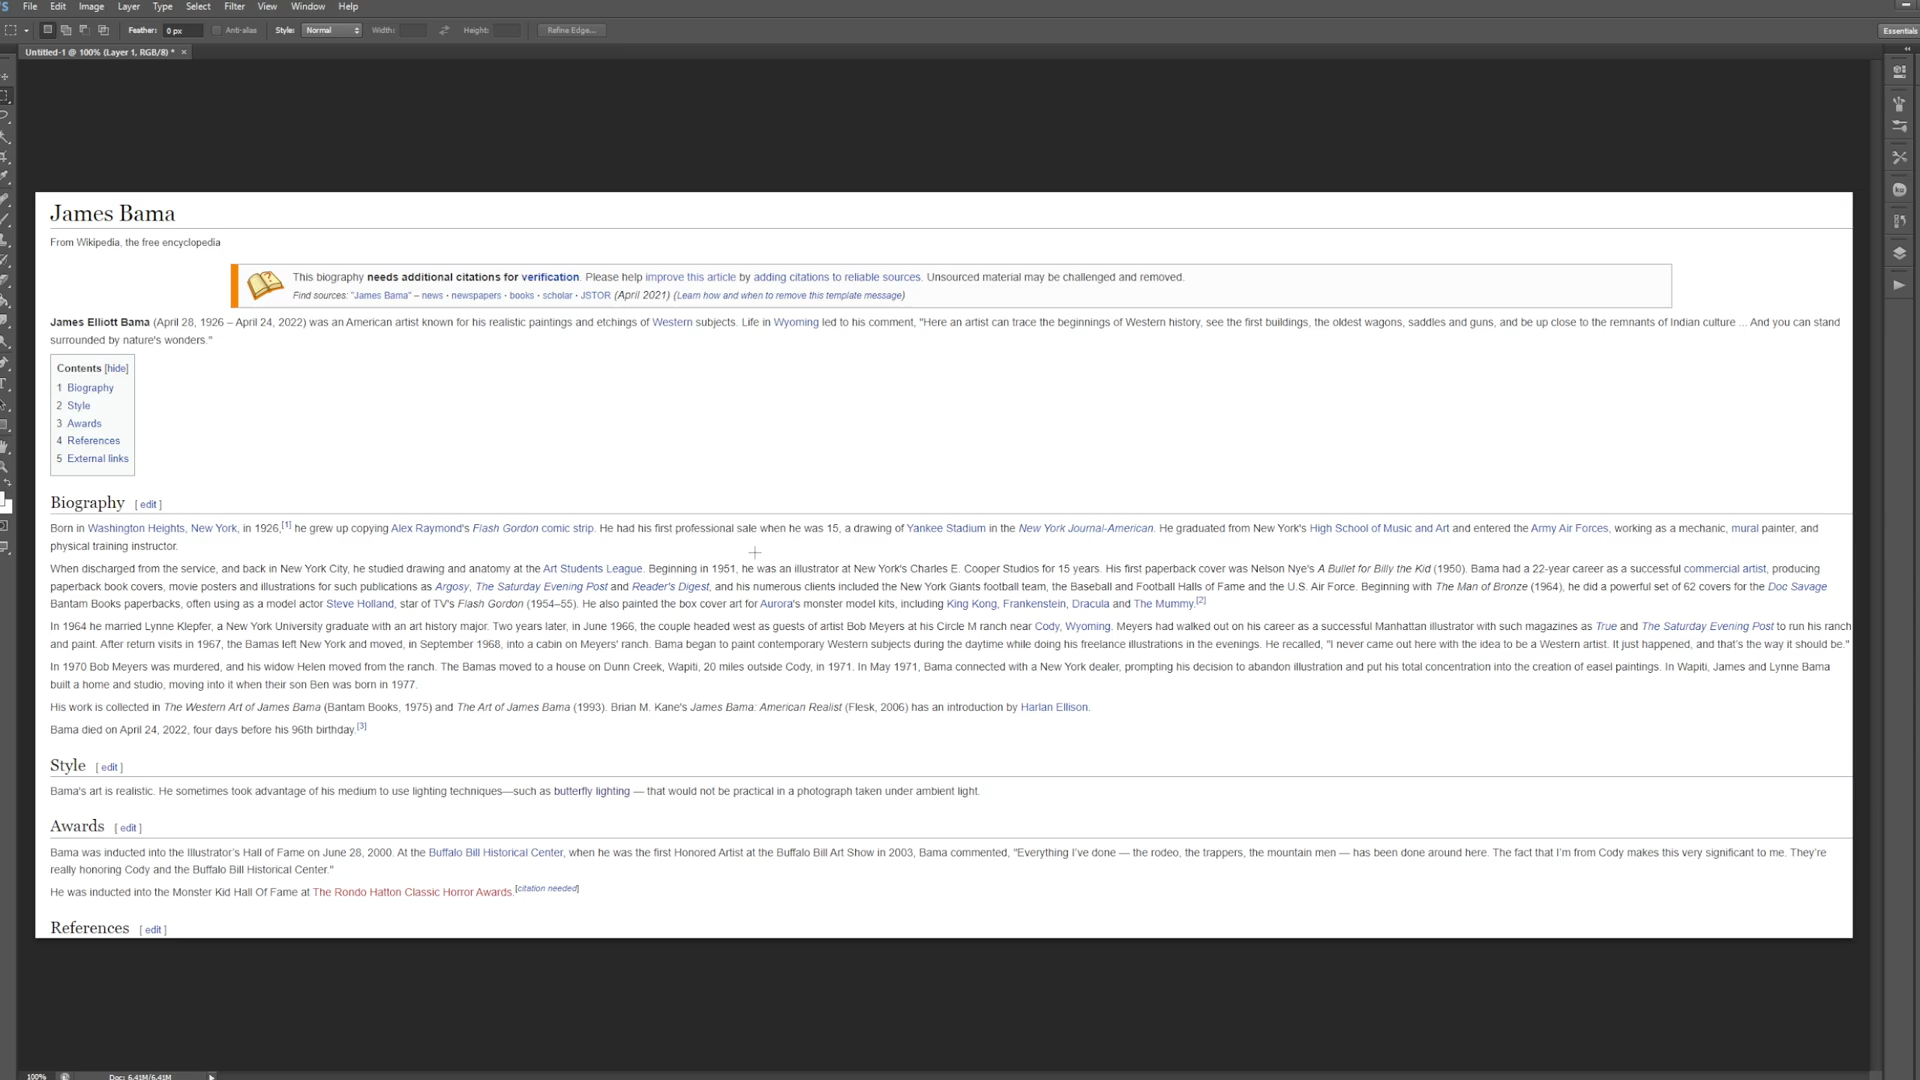 File Edit Image Layer Type Select Filter View Window Help
Feather: 0 px Anti-alias Style: Normal Width: Height: Refine Edge... Essentials
Untitled-1 @ 100% (Layer 1, RGB/8) * ×
James Bama
From Wikipedia, the free encyclopedia
This biography needs additional citations for verification. Please help improve this article by adding citations to reliable sources. Unsourced material may be challenged and removed.
Find sources: "James Bama" – news · newspapers · books · scholar · JSTOR (April 2021) (Learn how and when to remove this template message)
James Elliott Bama (April 28, 1926 – April 24, 2022) was an American artist known for his realistic paintings and etchings of Western subjects. Life in Wyoming led to his comment, "Here an artist can trace the beginnings of Western history, see the first buildings, the oldest wagons, saddles and guns, and be up close to the remnants of Indian culture ... And you can stand
surrounded by nature's wonders."
Contents [hide]
1 Biography
2 Style
3 Awards
4 References
5 External links
Biography [ edit ]
Born in Washington Heights, New York, in 1926,[1] he grew up copying Alex Raymond's Flash Gordon comic strip. He had his first professional sale when he was 15, a drawing of Yankee Stadium in the New York Journal-American. He graduated from New York's High School of Music and Art and entered the Army Air Forces, working as a mechanic, mural painter, and
physical training instructor.
When discharged from the service, and back in New York City, he studied drawing and anatomy at the Art Students League. Beginning in 1951, he was an illustrator at New York's Charles E. Cooper Studios for 15 years. His first paperback cover was Nelson Nye's A Bullet for Billy the Kid (1950). Bama had a 22-year career as a successful commercial artist, producing
paperback book covers, movie posters and illustrations for such publications as Argosy, The Saturday Evening Post and Reader's Digest, and his numerous clients included the New York Giants football team, the Baseball and Football Halls of Fame and the U.S. Air Force. Beginning with The Man of Bronze (1964), he did a powerful set of 62 covers for the Doc Savage
Bantam Books paperbacks, often using as a model actor Steve Holland, star of TV's Flash Gordon (1954–55). He also painted the box cover art for Aurora's monster model kits, including King Kong, Frankenstein, Dracula and The Mummy.[2]
In 1964 he married Lynne Klepfer, a New York University graduate with an art history major. Two years later, in June 1966, the couple headed west as guests of artist Bob Meyers at his Circle M ranch near Cody, Wyoming. Meyers had walked out on his career as a successful Manhattan illustrator with such magazines as True and The Saturday Evening Post to run his ranch
and paint. After return visits in 1967, the Bamas left New York and moved, in September 1968, into a cabin on Meyers' ranch. Bama began to paint contemporary Western subjects during the daytime while doing his freelance illustrations in the evenings. He recalled, "I never came out here with the idea to be a Western artist. It just happened, and that's the way it should be."
In 1970 Bob Meyers was murdered, and his widow Helen moved from the ranch. The Bamas moved to a house on Dunn Creek, Wapiti, 20 miles outside Cody, in 1971. In May 1971, Bama connected with a New York dealer, prompting his decision to abandon illustration and put his total concentration into the creation of easel paintings. In Wapiti, James and Lynne Bama
built a home and studio, moving into it when their son Ben was born in 1977.
His work is collected in The Western Art of James Bama (Bantam Books, 1975) and The Art of James Bama (1993). Brian M. Kane's James Bama: American Realist (Flesk, 2006) has an introduction by Harlan Ellison.
Bama died on April 24, 2022, four days before his 96th birthday.[3]
Style [ edit ]
Bama's art is realistic. He sometimes took advantage of his medium to use lighting techniques—such as butterfly lighting — that would not be practical in a photograph taken under ambient light.
Awards [ edit ]
Bama was inducted into the Illustrator's Hall of Fame on June 28, 2000. At the Buffalo Bill Historical Center, when he was the first Honored Artist at the Buffalo Bill Art Show in 2003, Bama commented, "Everything I've done — the rodeo, the trappers, the mountain men — has been done around here. The fact that I'm from Cody makes this very significant to me. They're
really honoring Cody and the Buffalo Bill Historical Center."
He was inducted into the Monster Kid Hall Of Fame at The Rondo Hatton Classic Horror Awards.[citation needed]
References [ edit ]
100% Doc: 6.41M/6.41M